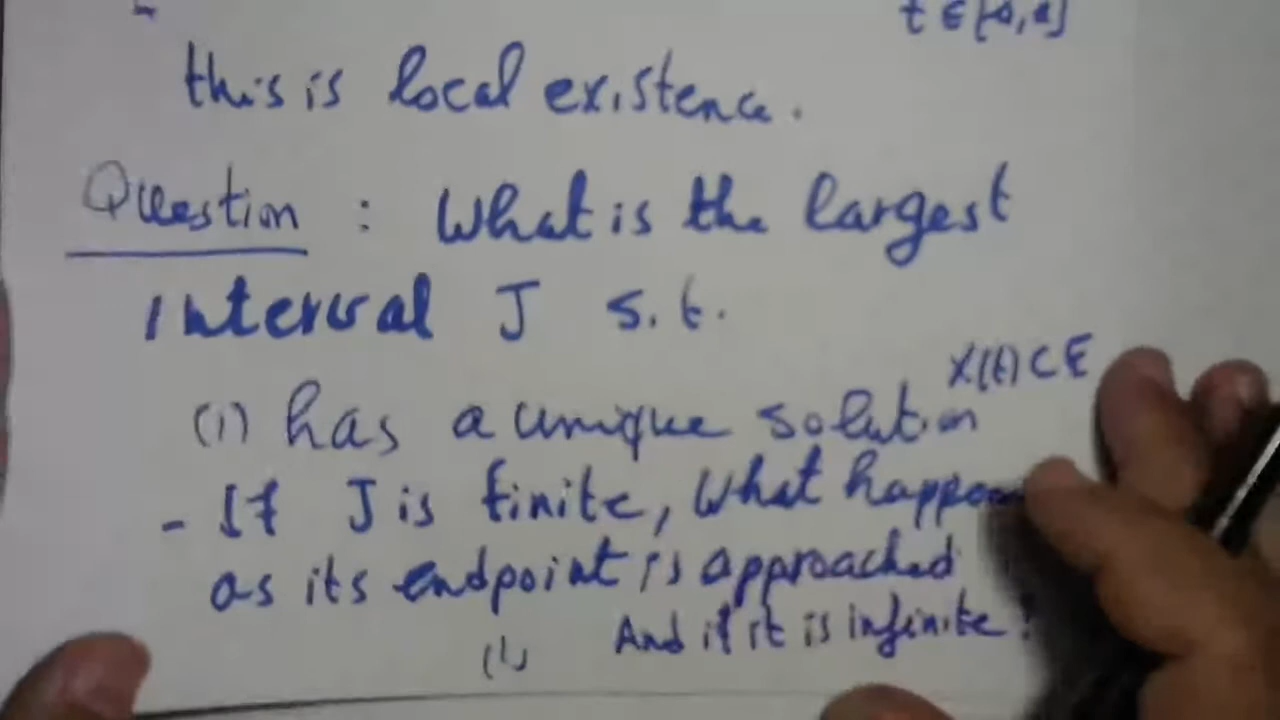 t ∈ [-a, a]
this is local existence.
Question : What is the largest
interval J s.t.
x(t) ⊂ E
(1) has a unique solution
- If J is finite, What happens
as its endpoint is approached
And if it is infinite?
(1)